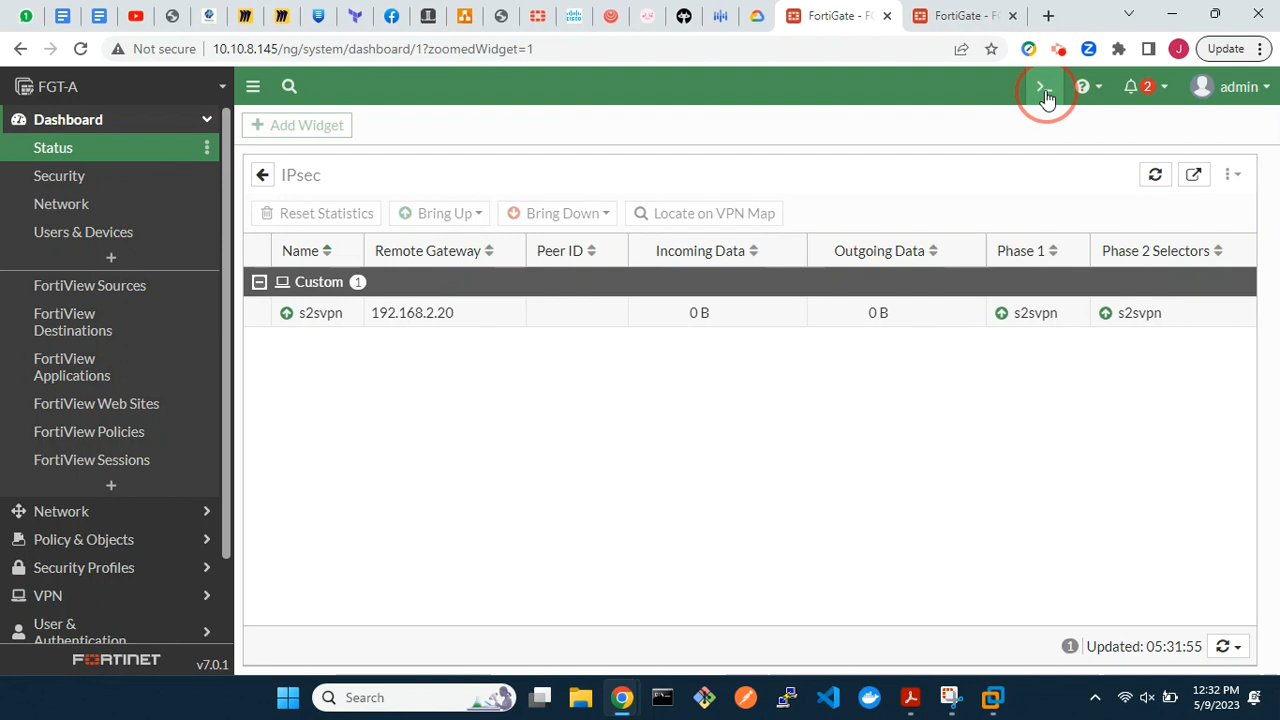 FortiGate - FG
FortiGate - FG
Not secure
10.10.8.145/ng/system/dashboard/1?zoomedWidget=1
J
Update
FGT-A
2
admin
Dashboard
Status
Security
Network
Users & Devices
FortiView Sources
FortiView
Destinations
FortiView
Applications
FortiView Web Sites
FortiView Policies
FortiView Sessions
Network
Policy & Objects
Security Profiles
VPN
User &
Authentication
FORTINET
v7.0.1
Add Widget
IPsec
Reset Statistics
Bring Up
Bring Down
Locate on VPN Map
Name
Remote Gateway
Peer ID
Incoming Data
Outgoing Data
Phase 1
Phase 2 Selectors
Custom 1
s2svpn
192.168.2.20
0 B
0 B
s2svpn
s2svpn
1
Updated: 05:31:55
Search
12:32 PM
5/9/2023